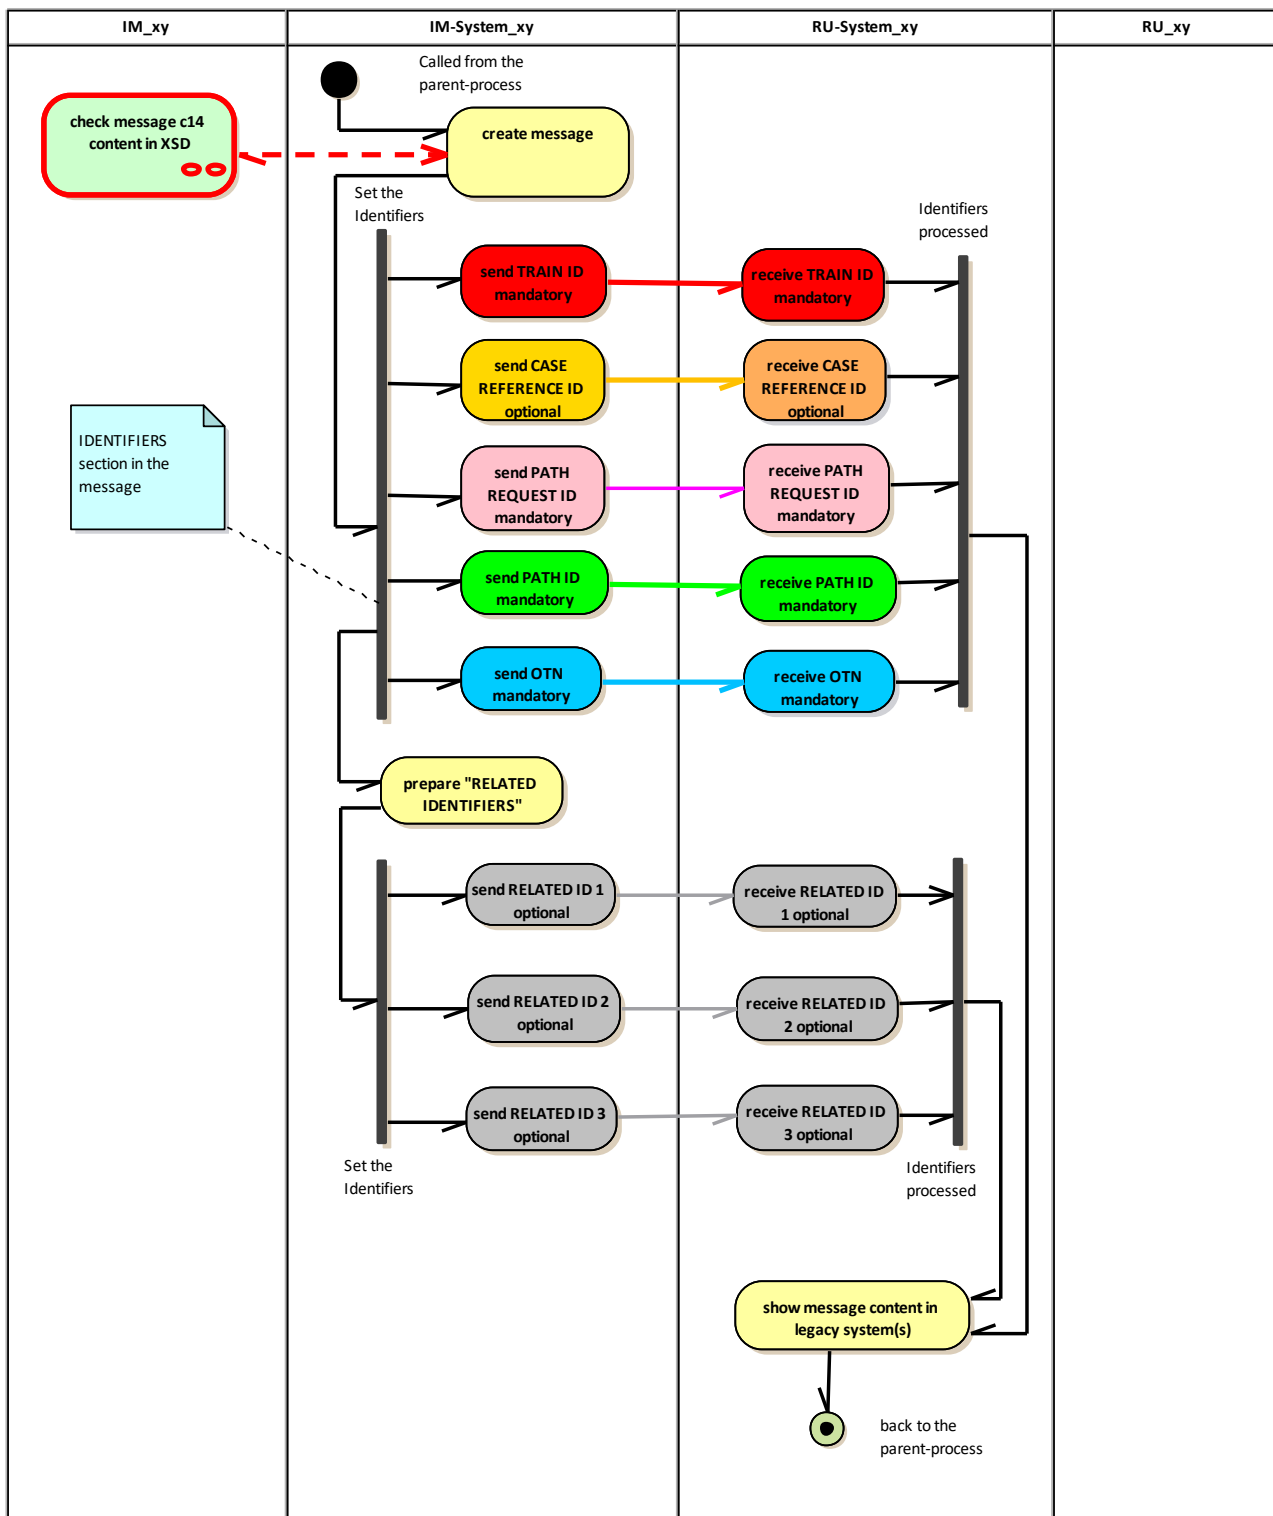 IM_xy
IM-System_xy
RU-System_xy
RU_xy
Called from the
parent-process
check message c14
content in XSD
create message
Set the
Identifiers
Identifiers
processed
send TRAIN ID
mandatory
receive TRAIN ID
mandatory
send CASE
REFERENCE ID
optional
receive CASE
REFERENCE ID
optional
IDENTIFIERS
section in the
message
send PATH
REQUEST ID
mandatory
receive PATH
REQUEST ID
mandatory
send PATH ID
mandatory
receive PATH ID
mandatory
send OTN
mandatory
receive OTN
mandatory
prepare "RELATED
IDENTIFIERS"
send RELATED ID 1
optional
receive RELATED ID
1 optional
send RELATED ID 2
optional
receive RELATED ID
2 optional
send RELATED ID 3
optional
receive RELATED ID
3 optional
Set the
Identifiers
Identifiers
processed
show message content in
legacy system(s)
back to the
parent-process